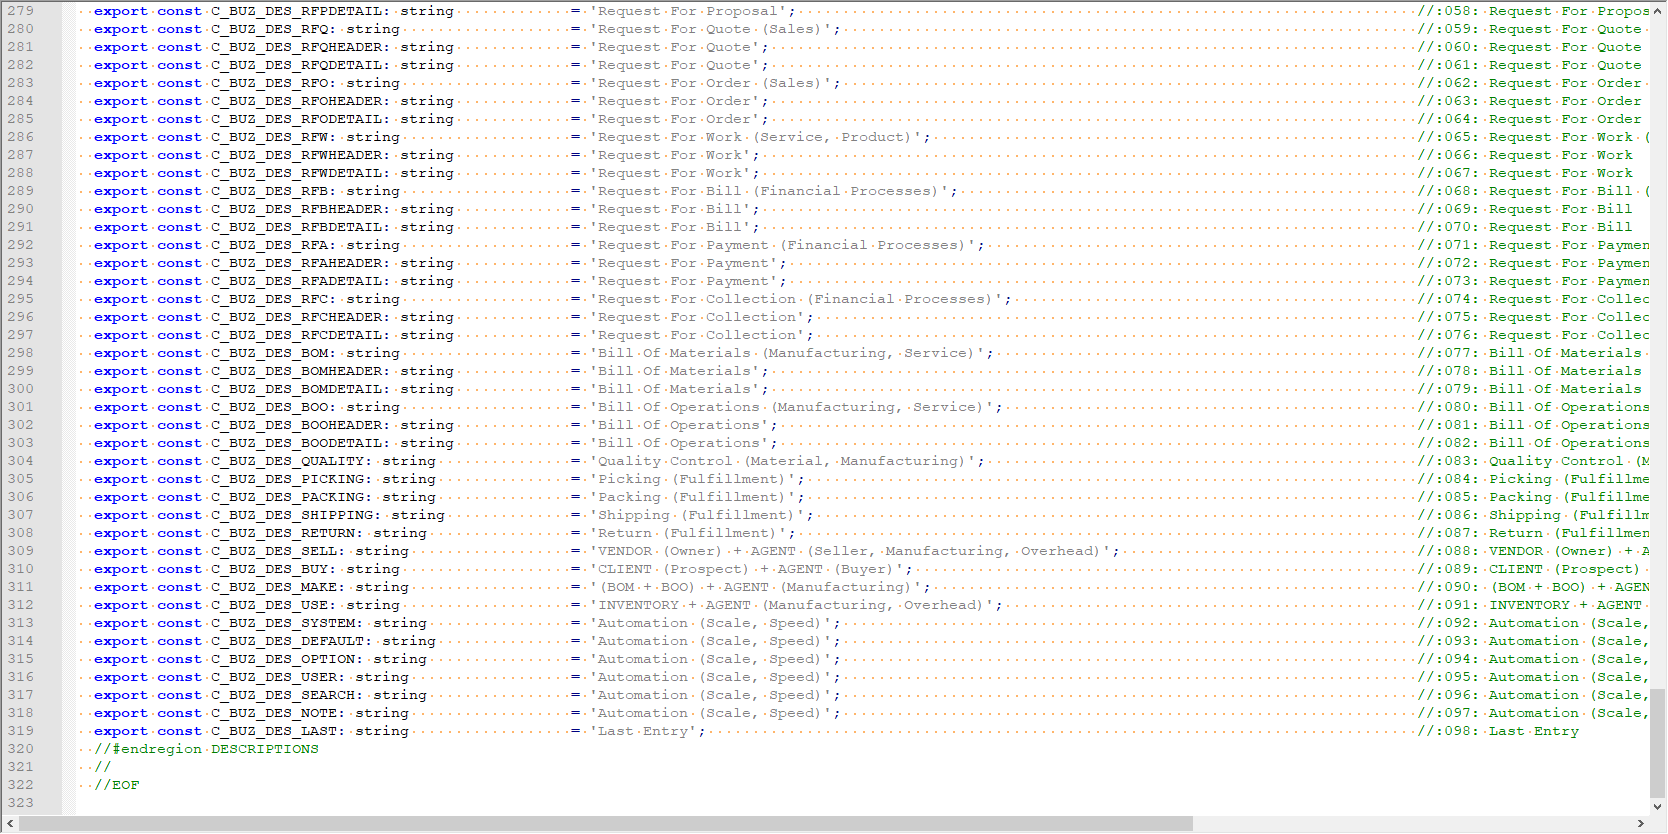 279 export const C_BUZ_DES_RFPDETAIL: string = 'Request For Proposal'; //:058: Request For Propos
280 export const C_BUZ_DES_RFQ: string = 'Request For Quote (Sales)'; //:059: Request For Quote
281 export const C_BUZ_DES_RFQHEADER: string = 'Request For Quote'; //:060: Request For Quote
282 export const C_BUZ_DES_RFQDETAIL: string = 'Request For Quote'; //:061: Request For Quote
283 export const C_BUZ_DES_RFO: string = 'Request For Order (Sales)'; //:062: Request For Order
284 export const C_BUZ_DES_RFOHEADER: string = 'Request For Order'; //:063: Request For Order
285 export const C_BUZ_DES_RFODETAIL: string = 'Request For Order'; //:064: Request For Order
286 export const C_BUZ_DES_RFW: string = 'Request For Work (Service, Product)'; //:065: Request For Work (
287 export const C_BUZ_DES_RFWHEADER: string = 'Request For Work'; //:066: Request For Work
288 export const C_BUZ_DES_RFWDETAIL: string = 'Request For Work'; //:067: Request For Work
289 export const C_BUZ_DES_RFB: string = 'Request For Bill (Financial Processes)'; //:068: Request For Bill (
290 export const C_BUZ_DES_RFBHEADER: string = 'Request For Bill'; //:069: Request For Bill
291 export const C_BUZ_DES_RFBDETAIL: string = 'Request For Bill'; //:070: Request For Bill
292 export const C_BUZ_DES_RFA: string = 'Request For Payment (Financial Processes)'; //:071: Request For Paymen
293 export const C_BUZ_DES_RFAHEADER: string = 'Request For Payment'; //:072: Request For Paymen
294 export const C_BUZ_DES_RFADETAIL: string = 'Request For Payment'; //:073: Request For Paymen
295 export const C_BUZ_DES_RFC: string = 'Request For Collection (Financial Processes)'; //:074: Request For Collec
296 export const C_BUZ_DES_RFCHEADER: string = 'Request For Collection'; //:075: Request For Collec
297 export const C_BUZ_DES_RFCDETAIL: string = 'Request For Collection'; //:076: Request For Collec
298 export const C_BUZ_DES_BOM: string = 'Bill Of Materials (Manufacturing, Service)'; //:077: Bill Of Materials
299 export const C_BUZ_DES_BOMHEADER: string = 'Bill Of Materials'; //:078: Bill Of Materials
300 export const C_BUZ_DES_BOMDETAIL: string = 'Bill Of Materials'; //:079: Bill Of Materials
301 export const C_BUZ_DES_BOO: string = 'Bill Of Operations (Manufacturing, Service)'; //:080: Bill Of Operations
302 export const C_BUZ_DES_BOOHEADER: string = 'Bill Of Operations'; //:081: Bill Of Operations
303 export const C_BUZ_DES_BOODETAIL: string = 'Bill Of Operations'; //:082: Bill Of Operations
304 export const C_BUZ_DES_QUALITY: string = 'Quality Control (Material, Manufacturing)'; //:083: Quality Control (M
305 export const C_BUZ_DES_PICKING: string = 'Picking (Fulfillment)'; //:084: Picking (Fulfillme
306 export const C_BUZ_DES_PACKING: string = 'Packing (Fulfillment)'; //:085: Packing (Fulfillme
307 export const C_BUZ_DES_SHIPPING: string = 'Shipping (Fulfillment)'; //:086: Shipping (Fulfillm
308 export const C_BUZ_DES_RETURN: string = 'Return (Fulfillment)'; //:087: Return (Fulfillmen
309 export const C_BUZ_DES_SELL: string = 'VENDOR (Owner) + AGENT (Seller, Manufacturing, Overhead)'; //:088: VENDOR (Owner) + A
310 export const C_BUZ_DES_BUY: string = 'CLIENT (Prospect) + AGENT (Buyer)'; //:089: CLIENT (Prospect)
311 export const C_BUZ_DES_MAKE: string = '(BOM + BOO) + AGENT (Manufacturing)'; //:090: (BOM + BOO) + AGEN
312 export const C_BUZ_DES_USE: string = 'INVENTORY + AGENT (Manufacturing, Overhead)'; //:091: INVENTORY + AGENT
313 export const C_BUZ_DES_SYSTEM: string = 'Automation (Scale, Speed)'; //:092: Automation (Scale,
314 export const C_BUZ_DES_DEFAULT: string = 'Automation (Scale, Speed)'; //:093: Automation (Scale,
315 export const C_BUZ_DES_OPTION: string = 'Automation (Scale, Speed)'; //:094: Automation (Scale,
316 export const C_BUZ_DES_USER: string = 'Automation (Scale, Speed)'; //:095: Automation (Scale,
317 export const C_BUZ_DES_SEARCH: string = 'Automation (Scale, Speed)'; //:096: Automation (Scale,
318 export const C_BUZ_DES_NOTE: string = 'Automation (Scale, Speed)'; //:097: Automation (Scale,
319 export const C_BUZ_DES_LAST: string = 'Last Entry'; //:098: Last Entry
320 //#endregion DESCRIPTIONS
321 //
322 //EOF
323